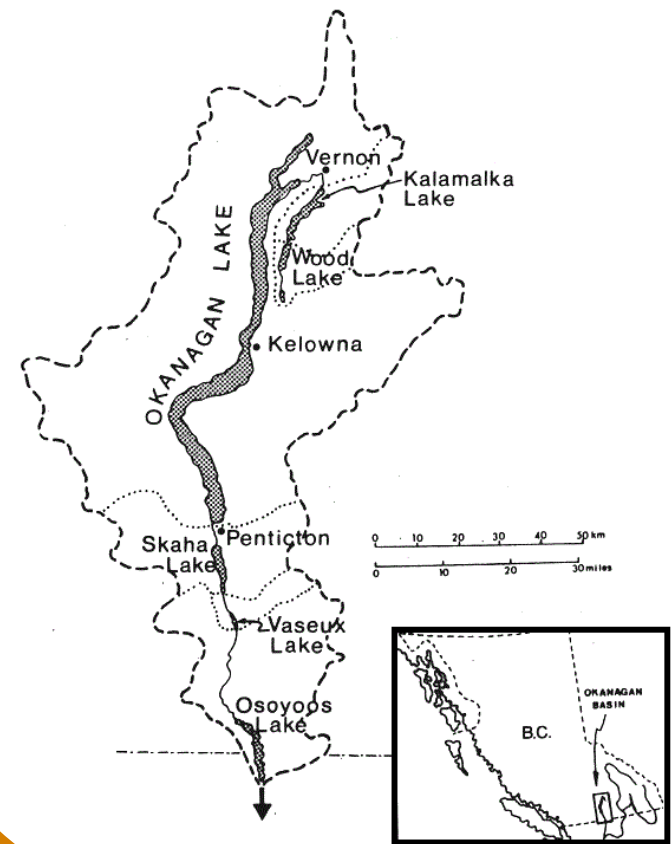 Vernon
Kalamalka
Lake
OKANAGAN LAKE
Wood
Lake
Kelowna
Penticton
Skaha
Lake
Vaseux
Lake
Osoyoos
Lake
0 10 20 30 40 50 km
0 10 20 30 miles
OKANAGAN
BASIN
B.C.